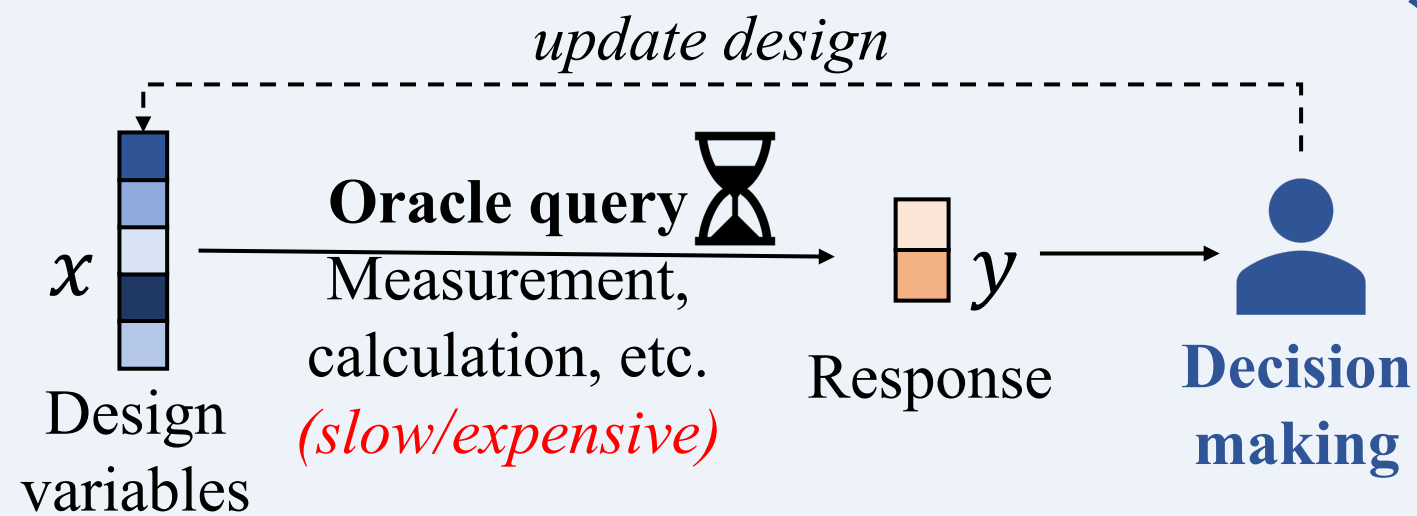 update design
x
Design
variables
Oracle query
Measurement,
calculation, etc.
(slow/expensive)
y
Response
Decision
making